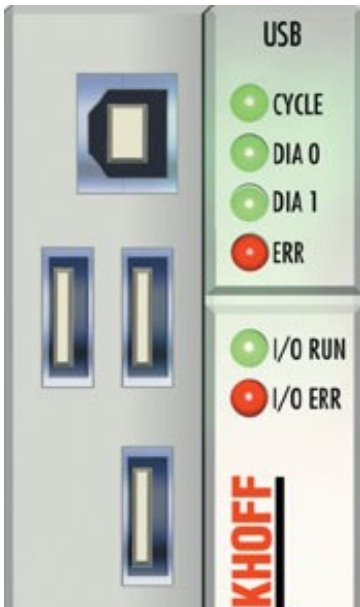 USB
CYCLE
DIA 0
DIA 1
ERR
I/O RUN
I/O ERR
KHOFF